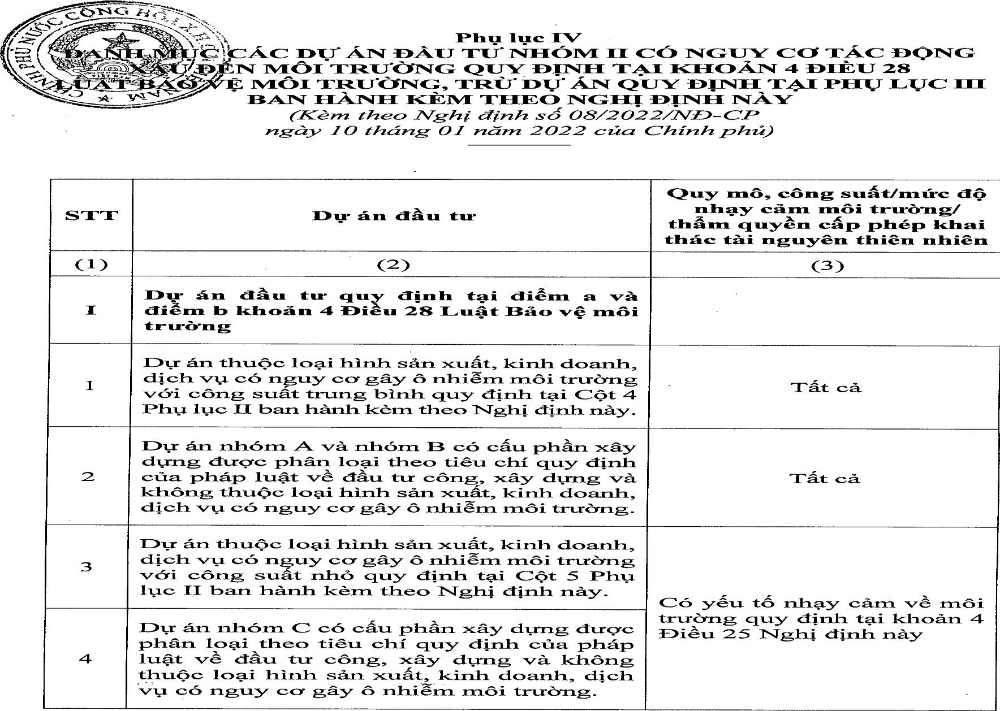 CHÍNH PHỦ NƯỚC CỘNG HÒA X H NAM
Phụ lục IV
DANH MỤC CÁC DỰ ÁN ĐẦU TƯ NHÓM II CÓ NGUY CƠ TÁC ĐỘNG
XẤU ĐẾN MÔI TRƯỜNG QUY ĐỊNH TẠI KHOẢN 4 ĐIỀU 28
LUẬT BẢO VỆ MÔI TRƯỜNG, TRỪ DỰ ÁN QUY ĐỊNH TẠI PHỤ LỤC III
BAN HÀNH KÈM THEO NGHỊ ĐỊNH NÀY
(Kèm theo Nghị định số 08/2022/NĐ-CP
ngày 10 tháng 01 năm 2022 của Chính phủ)
STT
Dự án đầu tư
Quy mô, công suất/mức độ
nhạy cảm môi trường/
thẩm quyền cấp phép khai
thác tài nguyên thiên nhiên
(1)
(2)
(3)
I
Dự án đầu tư quy định tại điểm a và
điểm b khoản 4 Điều 28 Luật Bảo vệ môi
trường
1
Dự án thuộc loại hình sản xuất, kinh doanh,
dịch vụ có nguy cơ gây ô nhiễm môi trường
với công suất trung bình quy định tại Cột 4
Phụ lục II ban hành kèm theo Nghị định này.
Tất cả
2
Dự án nhóm A và nhóm B có cấu phần xây
dựng được phân loại theo tiêu chí quy định
của pháp luật về đầu tư công, xây dựng và
không thuộc loại hình sản xuất, kinh doanh,
dịch vụ có nguy cơ gây ô nhiễm môi trường.
Tất cả
3
Dự án thuộc loại hình sản xuất, kinh doanh,
dịch vụ có nguy cơ gây ô nhiễm môi trường
với công suất nhỏ quy định tại Cột 5 Phụ
lục II ban hành kèm theo Nghị định này.
Có yếu tố nhạy cảm về môi
trường quy định tại khoản 4
Điều 25 Nghị định này
4
Dự án nhóm C có cấu phần xây dựng được
phân loại theo tiêu chí quy định của pháp
luật về đầu tư công, xây dựng và không
thuộc loại hình sản xuất, kinh doanh, dịch
vụ có nguy cơ gây ô nhiễm môi trường.